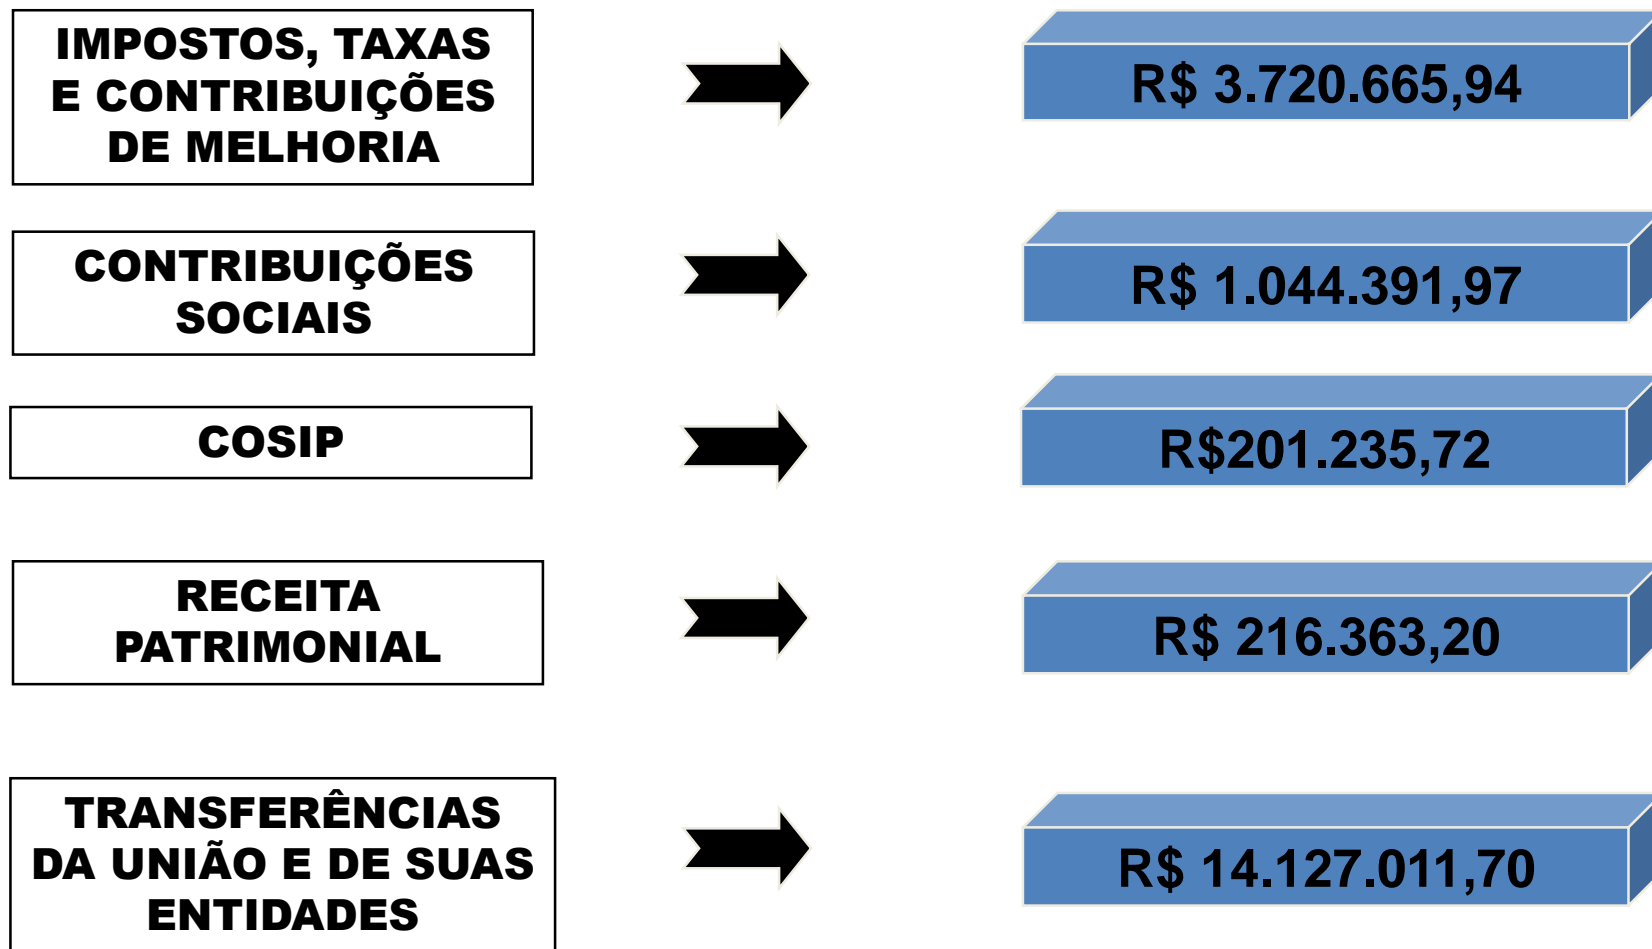 IMPOSTOS, TAXAS
E CONTRIBUIÇÕES
DE MELHORIA
R$ 3.720.665,94
CONTRIBUIÇÕES
SOCIAIS
R$ 1.044.391,97
COSIP
R$201.235,72
RECEITA
PATRIMONIAL
R$ 216.363,20
TRANSFERÊNCIAS
DA UNIÃO E DE SUAS
ENTIDADES
R$ 14.127.011,70